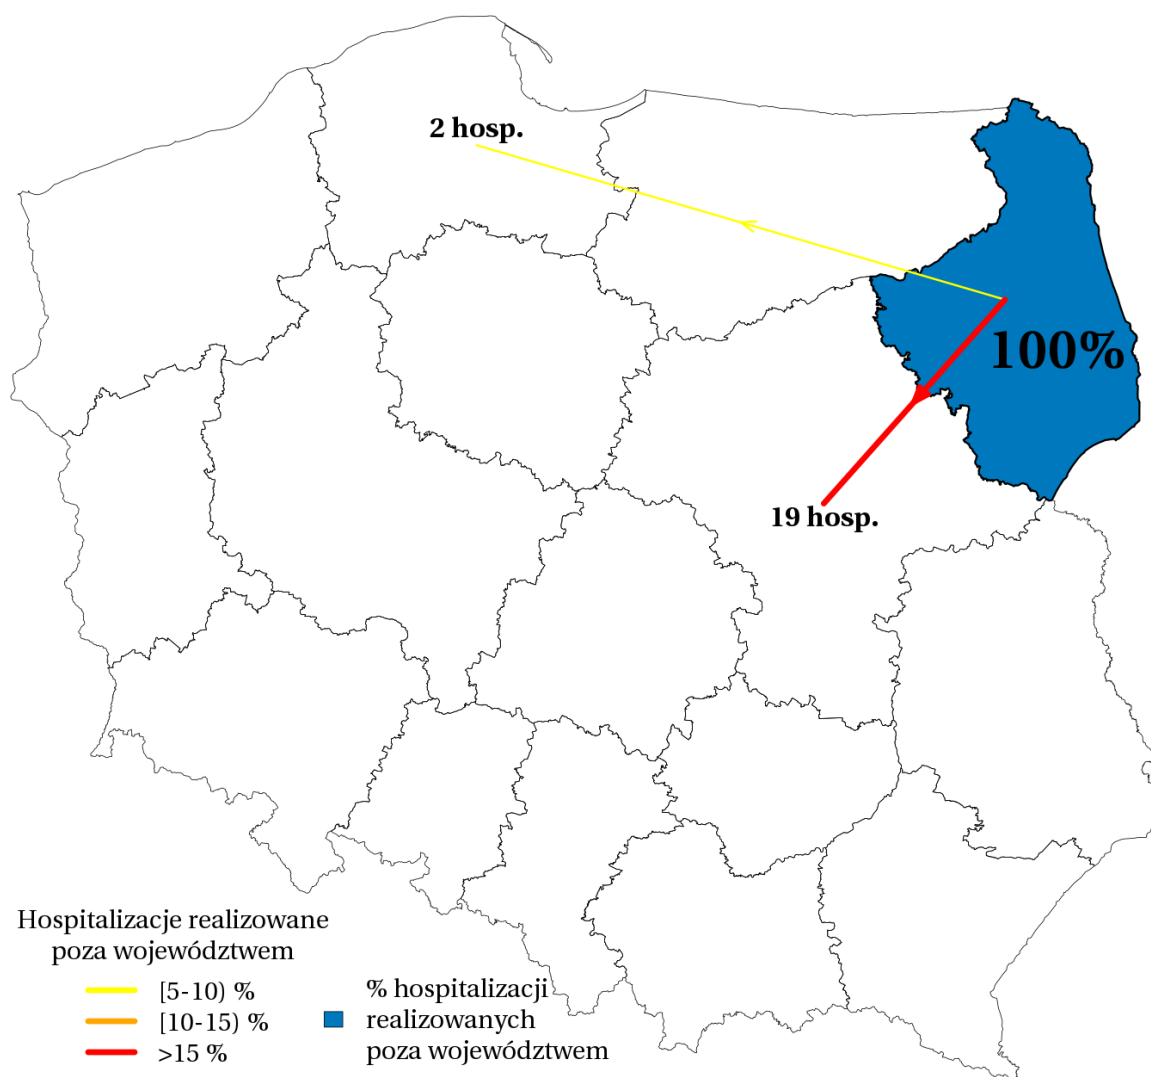 2 hosp.
100%
19 hosp.
Hospitalizacje realizowane
poza województwem
[5-10) %
[10-15) %
>15 %
% hospitalizacji
realizowanych
poza województwem